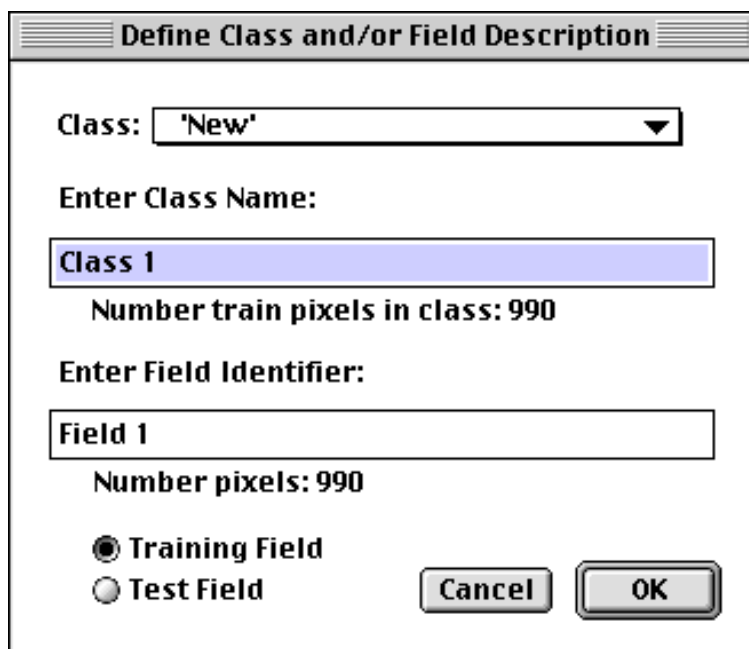 Define Class and/or Field Description
Class: 'New'
Enter Class Name:
Class 1
Number train pixels in class: 990
Enter Field Identifier:
Field 1
Number pixels: 990
Training Field
Test Field
Cancel OK